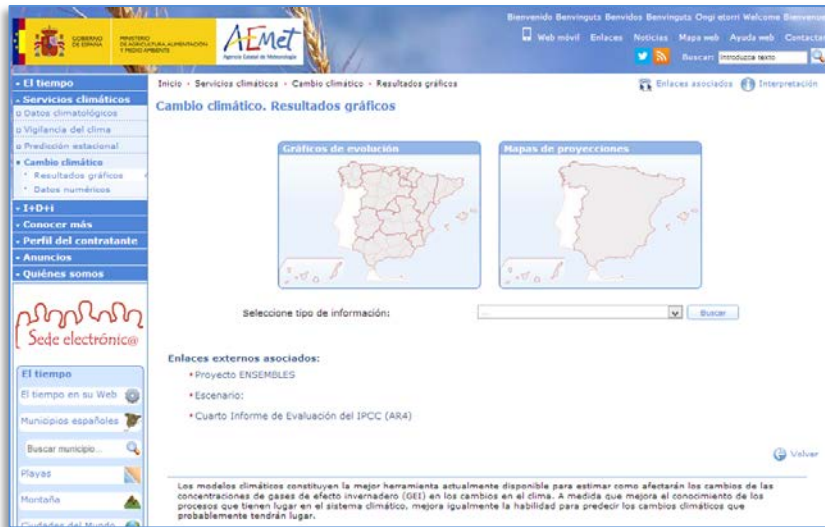 Bienvenido Benvinguts Benvidos Benvinguts Ongi etorri Welcome Bienvenue
GOBIERNO DE ESPAÑA
MINISTERIO DE AGRICULTURA, ALIMENTACIÓN Y MEDIO AMBIENTE
AEMet
Agencia Estatal de Meteorología
Web móvil Enlaces Noticias Mapa web Ayuda web Contactar
Buscar: Introduzca texto
El tiempo
Servicios climáticos
Datos climatológicos
Vigilancia del clima
Predicción estacional
Cambio climático
Resultados gráficos
Datos numéricos
I+D+i
Conocer más
Perfil del contratante
Anuncios
Quiénes somos
Sede electrónic@
El tiempo
El tiempo en su Web
Municipios españoles
Buscar municipio...
Playas
Montaña
Ciudades del Mundo
Inicio - Servicios climáticos - Cambio climático - Resultados gráficos
Enlaces asociados Interpretación
Cambio climático. Resultados gráficos
Gráficos de evolución
Mapas de proyecciones
Seleccione tipo de información: ... Buscar
Enlaces externos asociados:
Proyecto ENSEMBLES
Escenario:
Cuarto Informe de Evaluación del IPCC (AR4)
Volver
Los modelos climáticos constituyen la mejor herramienta actualmente disponible para estimar como afectarán los cambios de las
concentraciones de gases de efecto invernadero (GEI) en los cambios en el clima. A medida que mejora el conocimiento de los
procesos que tienen lugar en el sistema climático, mejora igualmente la habilidad para predecir los cambios climáticos que
probablemente tendrán lugar.